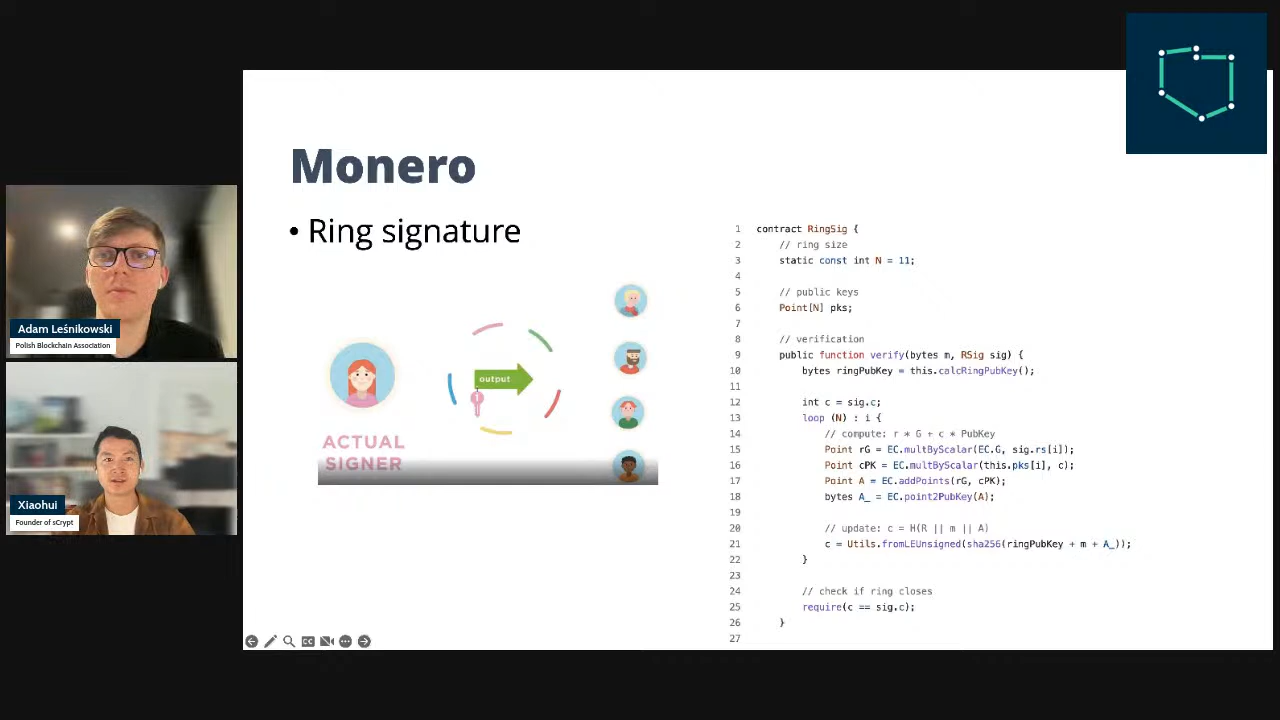 Monero
• Ring signature
ACTUAL
SIGNER
output
1 contract RingSig {
2 // ring size
3 static const int N = 11;
4
5 // public keys
6 Point[N] pks;
7
8 // verification
9 public function verify(bytes m, RSig sig) {
10 bytes ringPubKey = this.calcRingPubKey();
11
12 int c = sig.c;
13 loop (N) : i {
14 // compute: r * G + c * PubKey
15 Point rG = EC.multByScalar(EC.G, sig.rs[i]);
16 Point cPK = EC.multByScalar(this.pks[i], c);
17 Point A = EC.addPoints(rG, cPK);
18 bytes A_ = EC.point2PubKey(A);
19
20 // update: c = H(R || m || A)
21 c = Utils.fromLEUnsigned(sha256(ringPubKey + m + A_));
22 }
23
24 // check if ring closes
25 require(c == sig.c);
26 }
27
Adam Leśnikowski
Polish Blockchain Association
Xiaohui
Founder of sCrypt
CC